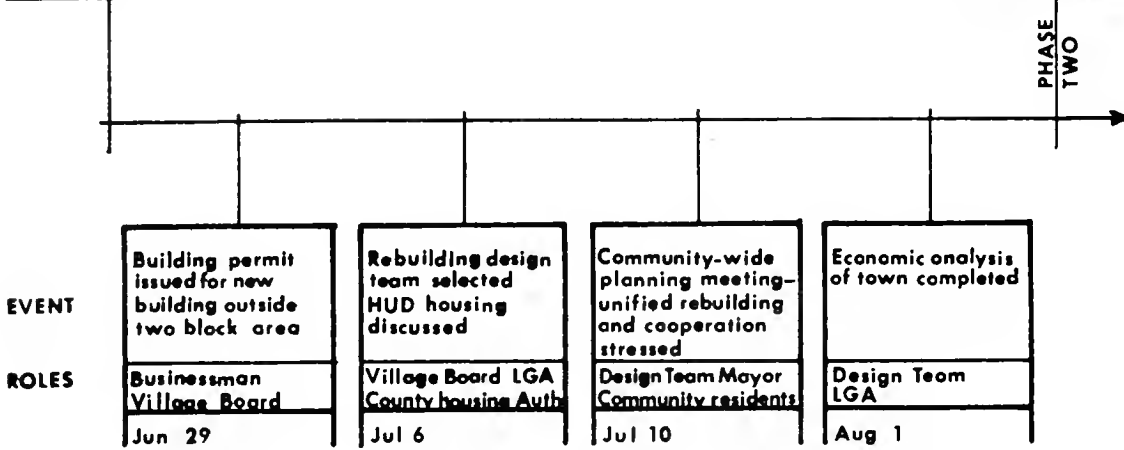 PHASE
TWO
EVENT
Building permit
issued for new
building outside
two block area
Rebuilding design
team selected
HUD housing
discussed
Community-wide
planning meeting–
unified rebuilding
and cooperation
stressed
Economic analysis
of town completed
ROLES
Businessman
Village Board
Village Board LGA
County housing Auth
Design Team Mayor
Community residents
Design Team
LGA
Jun 29
Jul 6
Jul 10
Aug 1